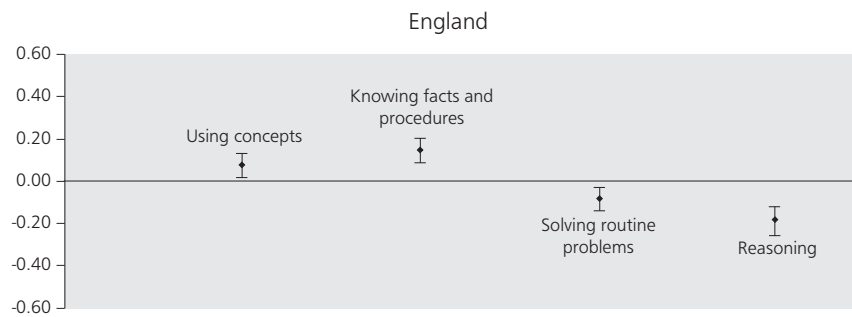 England
0.60
0.40
Knowing facts and
procedures
0.20
Using concepts
0.00
-0.20
Solving routine
problems
Reasoning
-0.40
-0.60